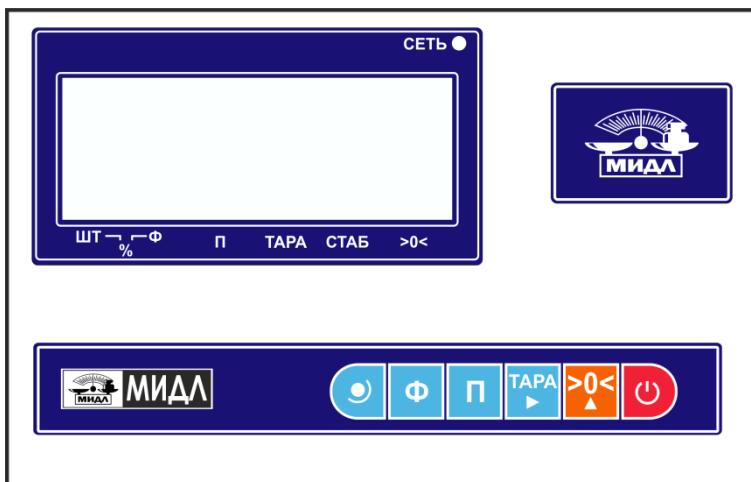 СЕТЬ
МИДЛ
ШТ % Ф П ТАРА СТАБ >0<
МИДЛ МИДЛ Ф П ТАРА >0<